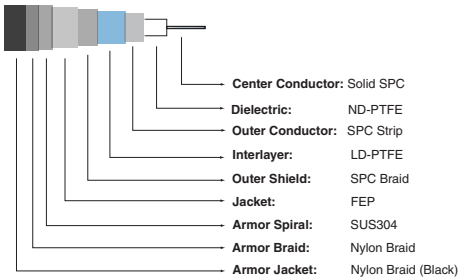 Center Conductor: Solid SPC
Dielectric: ND-PTFE
Outer Conductor: SPC Strip
Interlayer: LD-PTFE
Outer Shield: SPC Braid
Jacket: FEP
Armor Spiral: SUS304
Armor Braid: Nylon Braid
Armor Jacket: Nylon Braid (Black)